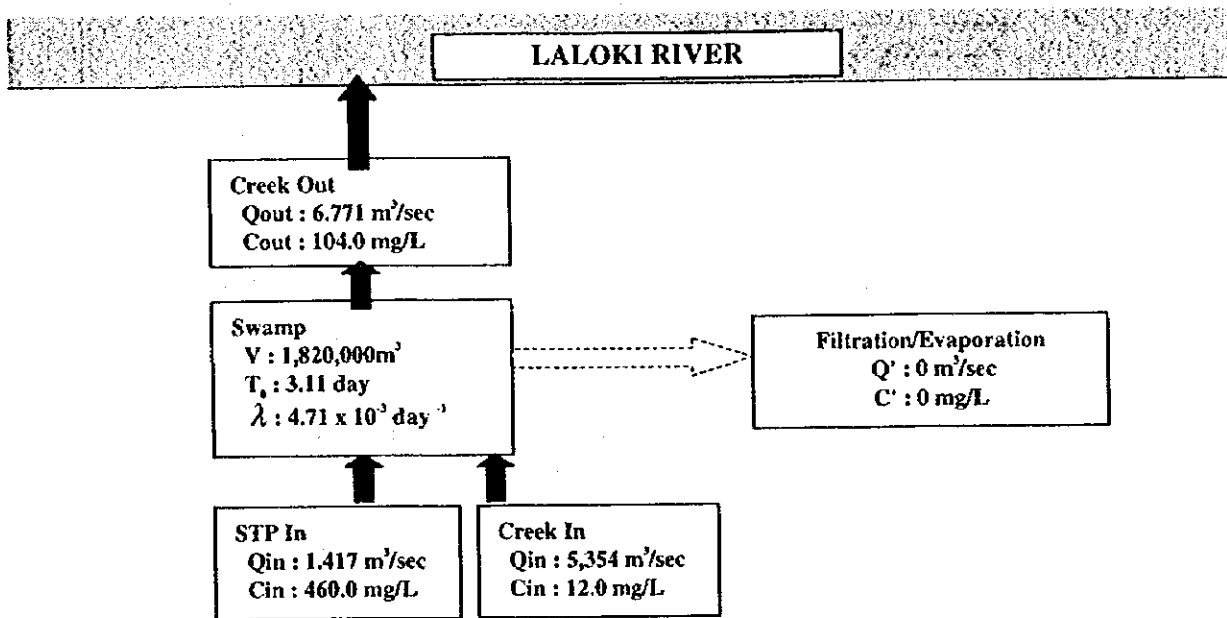 LALOKI RIVER
Creek Out
Qout : 6.771 m³/sec
Cout : 104.0 mg/L
Swamp
V : 1,820,000m³
T₀ : 3.11 day
λ : 4.71 x 10⁻³ day⁻¹
Filtration/Evaporation
Q' : 0 m³/sec
C' : 0 mg/L
STP In
Qin : 1.417 m³/sec
Cin : 460.0 mg/L
Creek In
Qin : 5,354 m³/sec
Cin : 12.0 mg/L